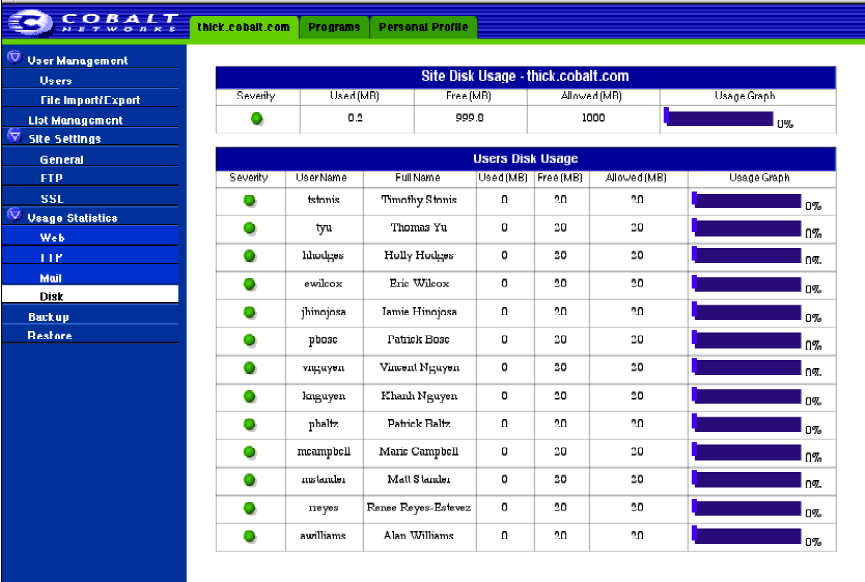 COBALT
NETWORKS
thick.cobalt.com Programs Personal Profile
User Management
Users
File Import/Export
List Management
Site Settings
General
FTP
SSL
Usage Statistics
Web
FTP
Mail
Disk
Backup
Restore
Site Disk Usage - thick.cobalt.com
Severity Used (MB) Free (MB) Allowed (MB) Usage Graph
0.2 999.8 1000 0%
Users Disk Usage
Severity User Name Full Name Used (MB) Free (MB) Allowed (MB) Usage Graph
tstonis Timothy Stonis 0 20 20 0%
tyu Thomas Yu 0 20 20 0%
hhodges Holly Hodges 0 20 20 0%
ewilcox Eric Wilcox 0 20 20 0%
jhinojosa Jamie Hinojosa 0 20 20 0%
pbose Patrick Bose 0 20 20 0%
vnguyen Vincent Nguyen 0 20 20 0%
knguyen Khanh Nguyen 0 20 20 0%
pbaltz Patrick Baltz 0 20 20 0%
mcampbell Marie Campbell 0 20 20 0%
mstander Matt Stander 0 20 20 0%
rreyes Renee Reyes-Estevez 0 20 20 0%
awilliams Alan Williams 0 20 20 0%